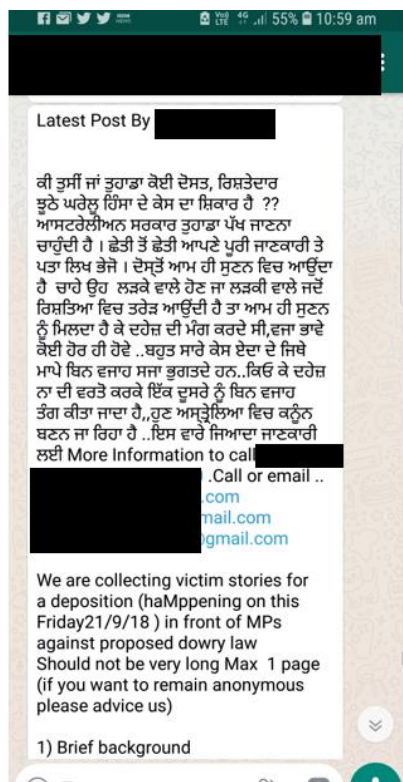 55% 10:59 am
Latest Post By
ਕੀ ਤੁਸੀਂ ਜਾਂ ਤੁਹਾਡਾ ਕੋਈ ਦੋਸਤ, ਰਿਸ਼ਤੇਦਾਰ
ਝੂਠੇ ਘਰੇਲੂ ਹਿੰਸਾ ਦੇ ਕੇਸ ਦਾ ਸ਼ਿਕਾਰ ਹੈ ??
ਆਸਟਰੇਲੀਅਨ ਸਰਕਾਰ ਤੁਹਾਡਾ ਪੱਖ ਜਾਣਨਾ
ਚਾਹੁੰਦੀ ਹੈ । ਛੇਤੀ ਤੋਂ ਛੇਤੀ ਆਪਣੇ ਪੂਰੀ ਜਾਣਕਾਰੀ ਤੇ
ਪਤਾ ਲਿਖ ਭੇਜੋ । ਦੋਸ੍ਤੋਂ ਆਮ ਹੀ ਸੁਣਨ ਵਿਚ ਆਉਂਦਾ
ਹੈ ਚਾਹੇ ਉਹ ਲੜਕੇ ਵਾਲੇ ਹੋਣ ਜਾ ਲੜਕੀ ਵਾਲੇ ਜਦੋਂ
ਰਿਸ਼ਤਿਆ ਵਿਚ ਤਰੇੜ ਆਉਂਦੀ ਹੈ ਤਾ ਆਮ ਹੀ ਸੁਣਨ
ਨੂੰ ਮਿਲਦਾ ਹੈ ਕੇ ਦਹੇਜ਼ ਦੀ ਮੰਗ ਕਰਦੇ ਸੀ,ਵਜਾ ਭਾਵੇ
ਕੋਈ ਹੋਰ ਹੀ ਹੋਵੇ ..ਬਹੁਤ ਸਾਰੇ ਕੇਸ ਏਦਾ ਦੇ ਜਿਥੇ
ਮਾਪੇ ਬਿਨ ਵਜਾਹ ਸਜਾ ਭੁਗਤਦੇ ਹਨ..ਕਿਓ ਕੇ ਦਹੇਜ਼
ਨਾ ਦੀ ਵਰਤੋ ਕਰਕੇ ਇੱਕ ਦੂਸਰੇ ਨੂੰ ਬਿਨ ਵਜਾਹ
ਤੰਗ ਕੀਤਾ ਜਾਦਾ ਹੈ,,ਹੁਣ ਅਸ੍ਤ੍ਰੇਲਿਆ ਵਿਚ ਕਨੂੰਨ
ਬਣਨ ਜਾ ਰਿਹਾ ਹੈ ..ਇਸ ਵਾਰੇ ਜਿਆਦਾ ਜਾਣਕਾਰੀ
ਲਈ More Information to call
.Call or email ..
.com
mail.com
@gmail.com
We are collecting victim stories for
a deposition (haMppening on this
Friday21/9/18 ) in front of MPs
against proposed dowry law
Should not be very long Max 1 page
(if you want to remain anonymous
please advice us)
1) Brief background